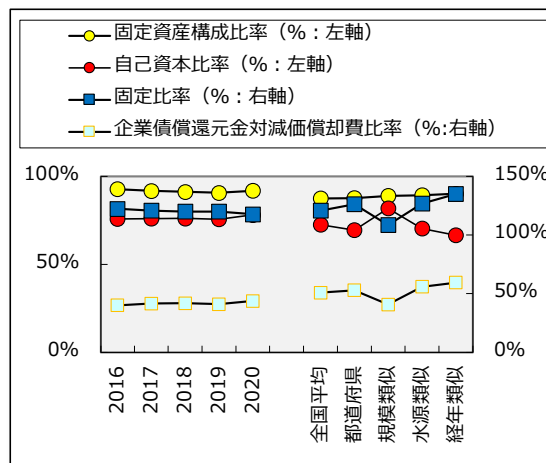 固定資産構成比率（%：左軸）
自己資本比率（%：左軸）
固定比率（%：右軸）
企業債償還元金対減価償却費比率（%:右軸）
100%
50%
0%
150%
100%
50%
0%
2016
2017
2018
2019
2020
全国平均
都道府県
規模類似
水源類似
経年類似